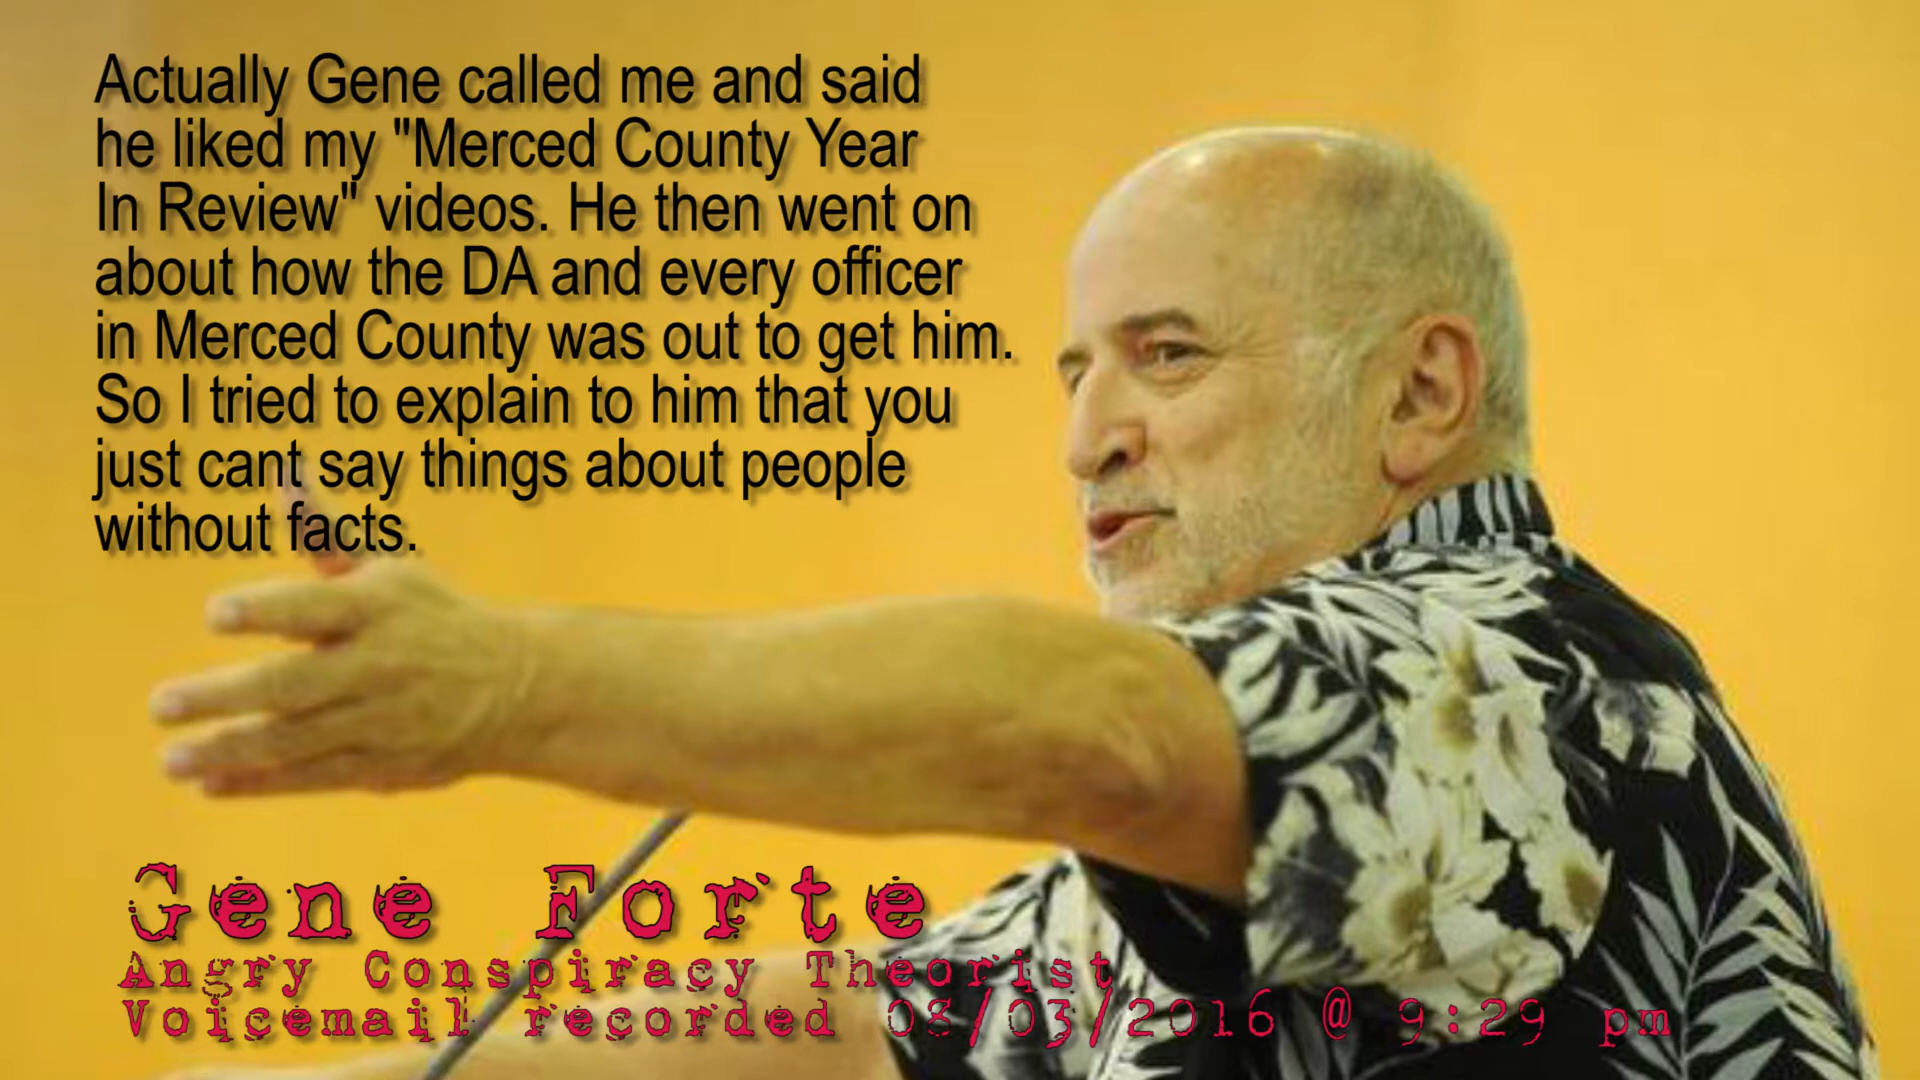 Actually Gene called me and said
he liked my "Merced County Year
In Review" videos. He then went on
about how the DA and every officer
in Merced County was out to get him.
So I tried to explain to him that you
just cant say things about people
without facts.
Gene Forte
Angry Conspiracy Theorist
Voicemail recorded 08/03/2016 @ 9:29 pm